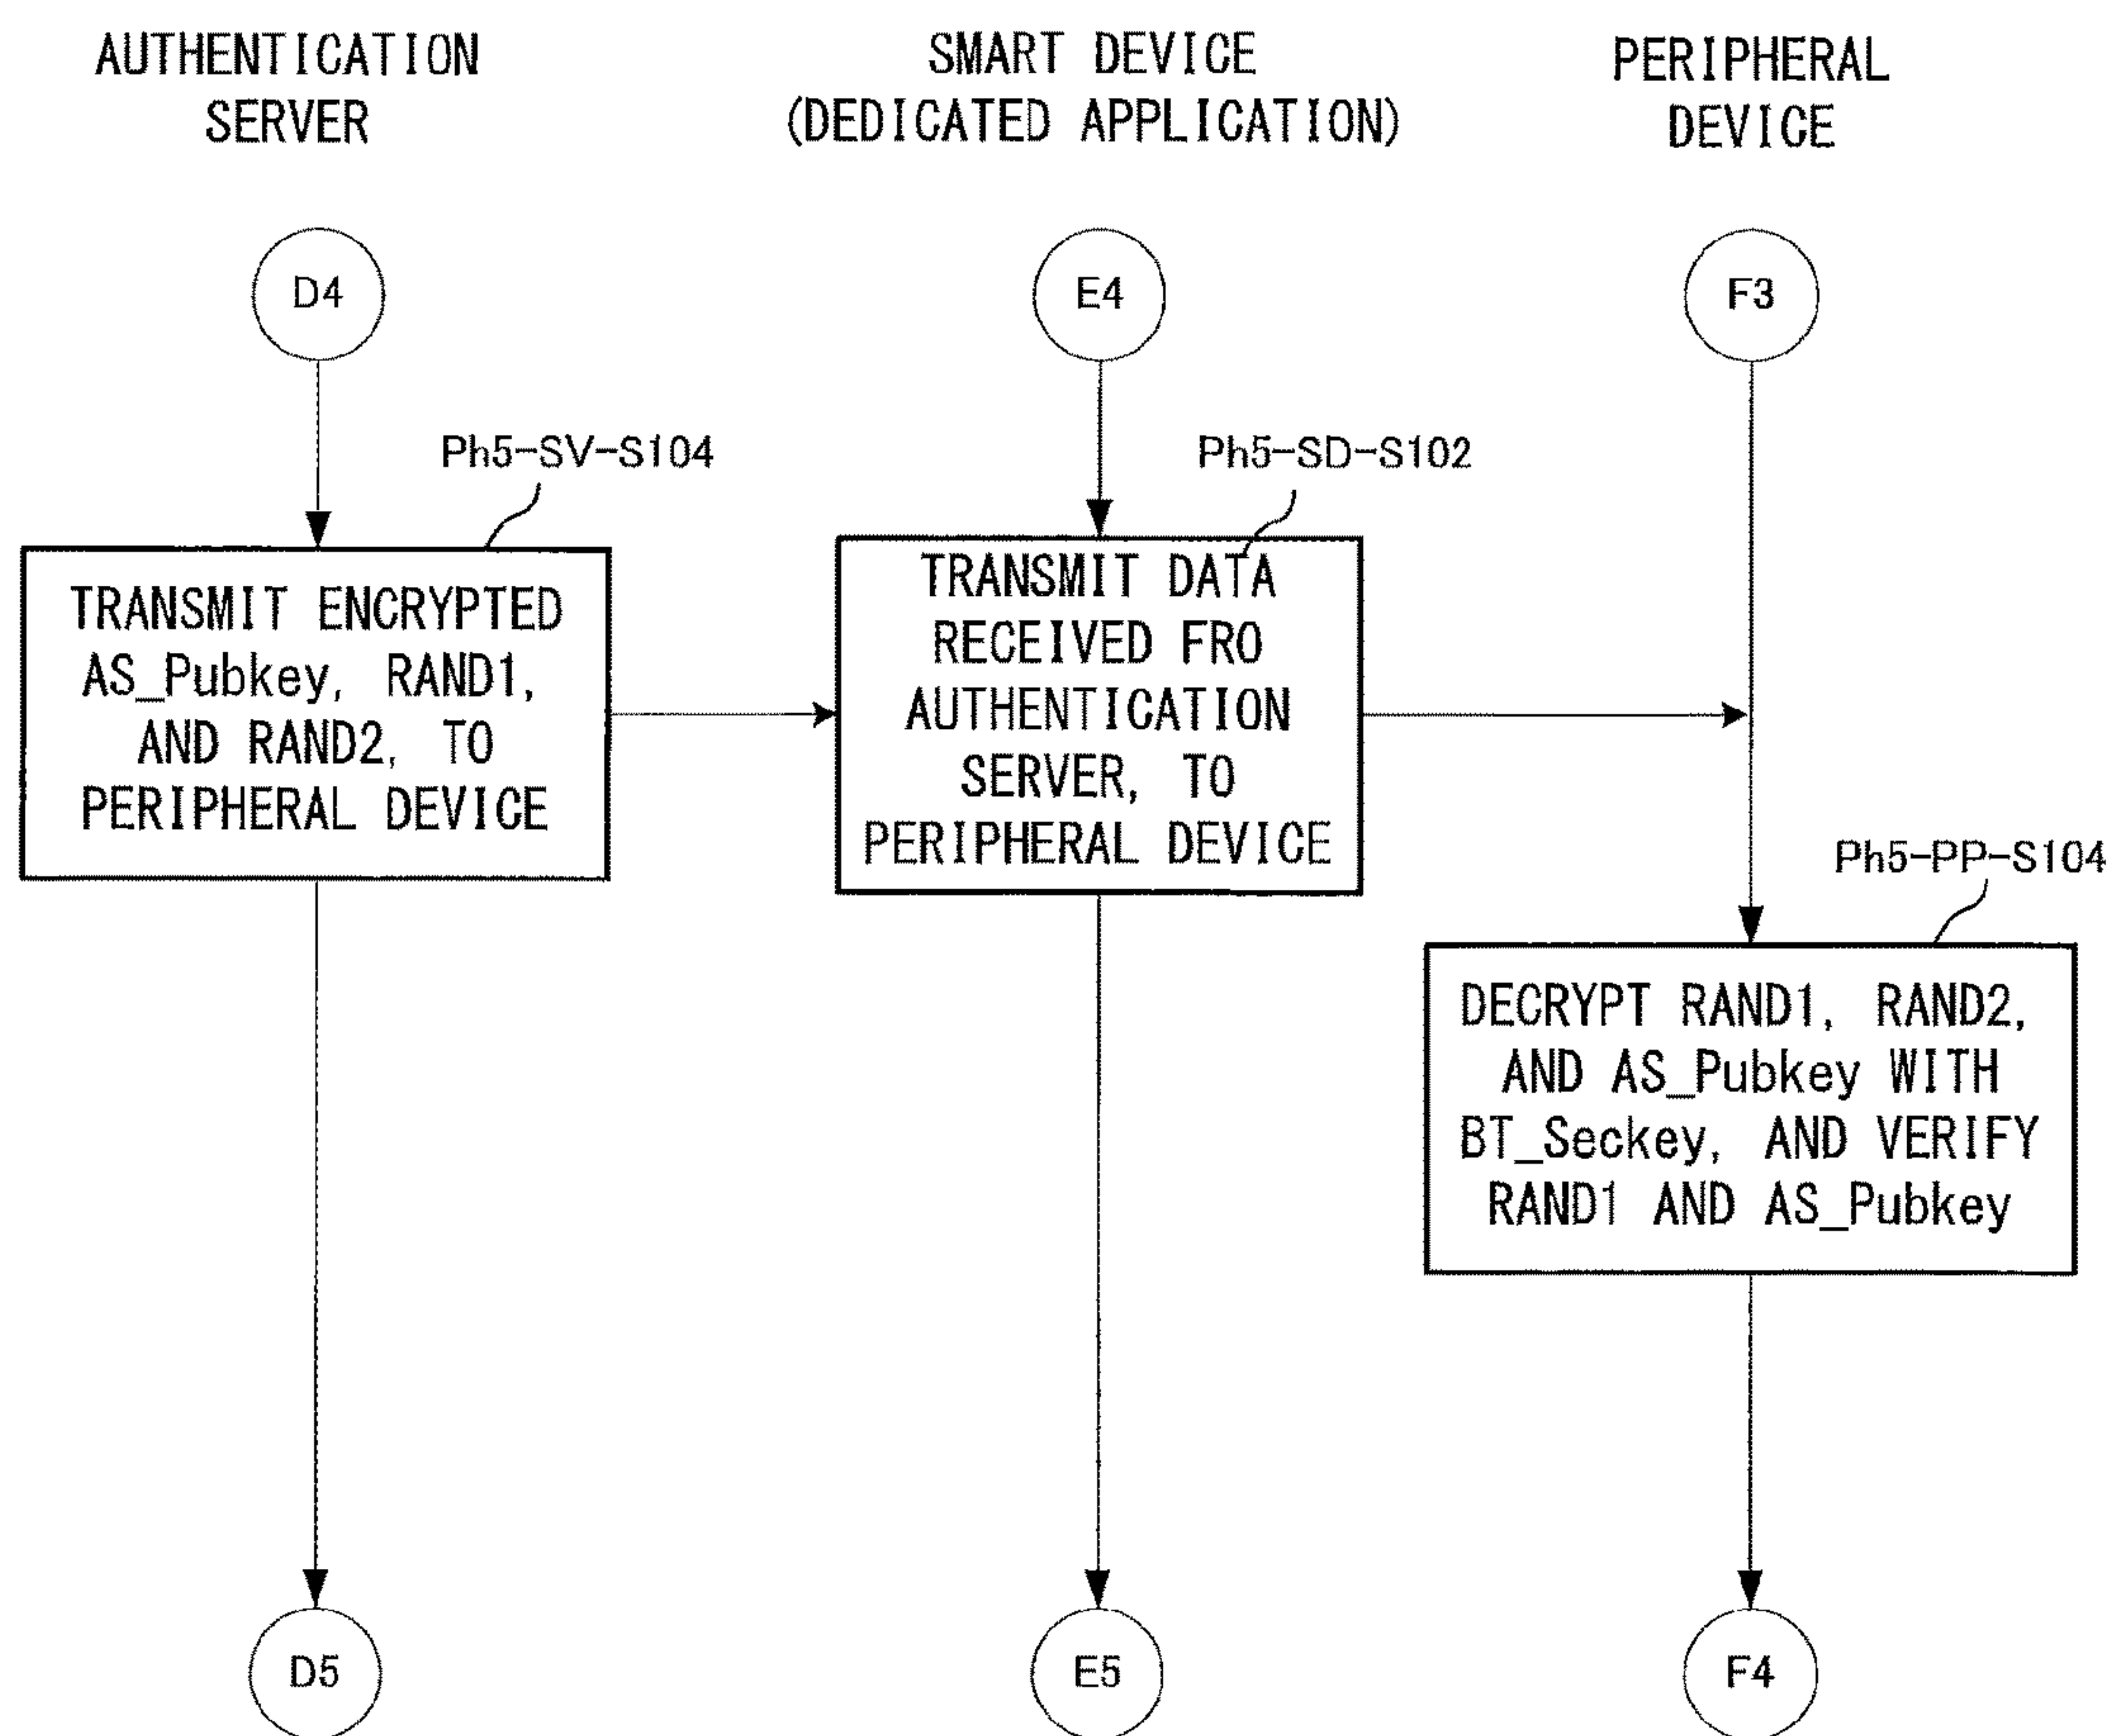 AUTHENTICATION
SERVER
SMART DEVICE
(DEDICATED APPLICATION)
PERIPHERAL
DEVICE
D4
E4
F3
Ph5-SV-S104
TRANSMIT ENCRYPTED
AS_Pubkey, RAND1,
AND RAND2, TO
PERIPHERAL DEVICE
Ph5-SD-S102
TRANSMIT DATA
RECEIVED FRO
AUTHENTICATION
SERVER, TO
PERIPHERAL DEVICE
Ph5-PP-S104
DECRYPT RAND1, RAND2,
AND AS_Pubkey WITH
BT_Seckey, AND VERIFY
RAND1 AND AS_Pubkey
D5
E5
F4